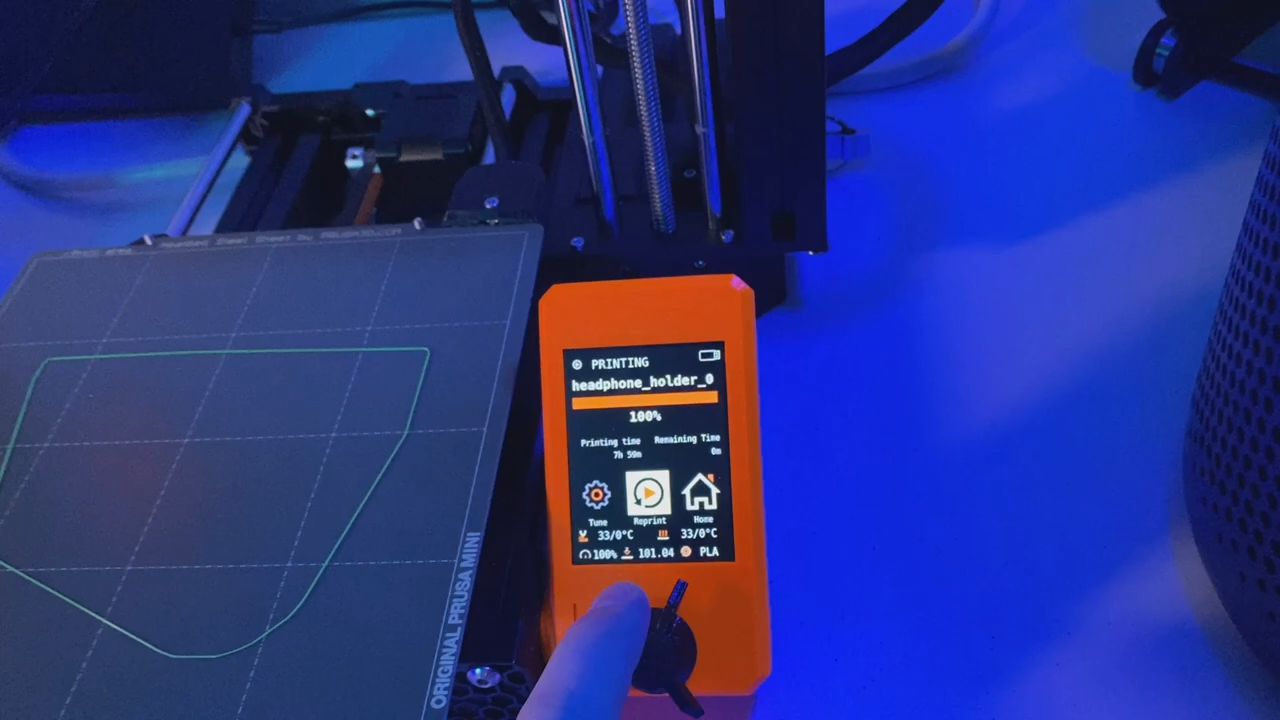 PRINTING
headphone_holder_0
100%
Printing time Remaining Time
7h 59m 0m
Tune Reprint Home
33/0°C 33/0°C
100% 101.04 PLA
ORIGINAL PRUSA MINI